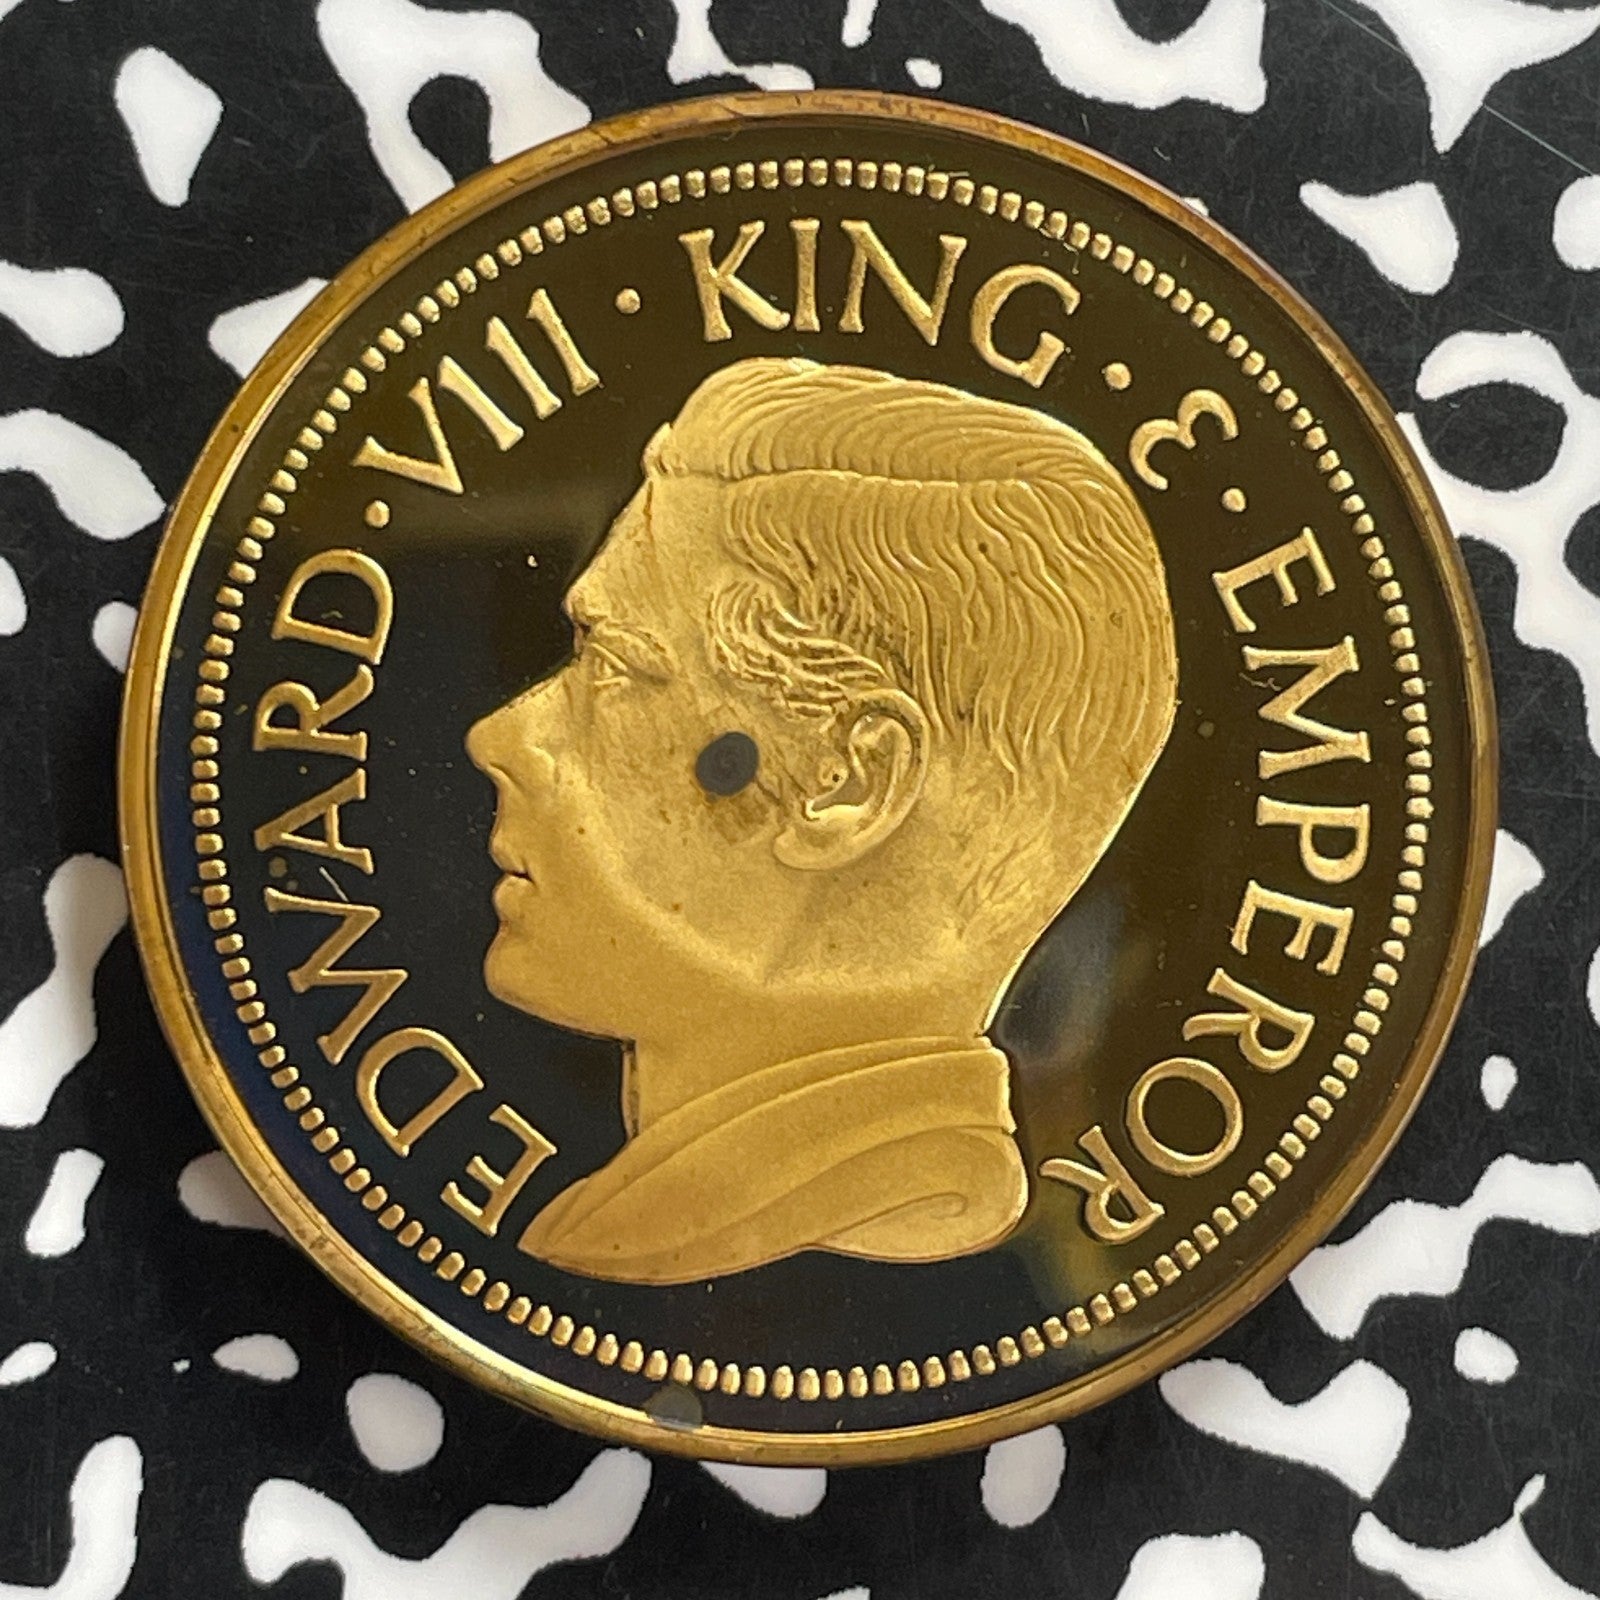 EDWARD · VIII · KING · & · EMPEROR